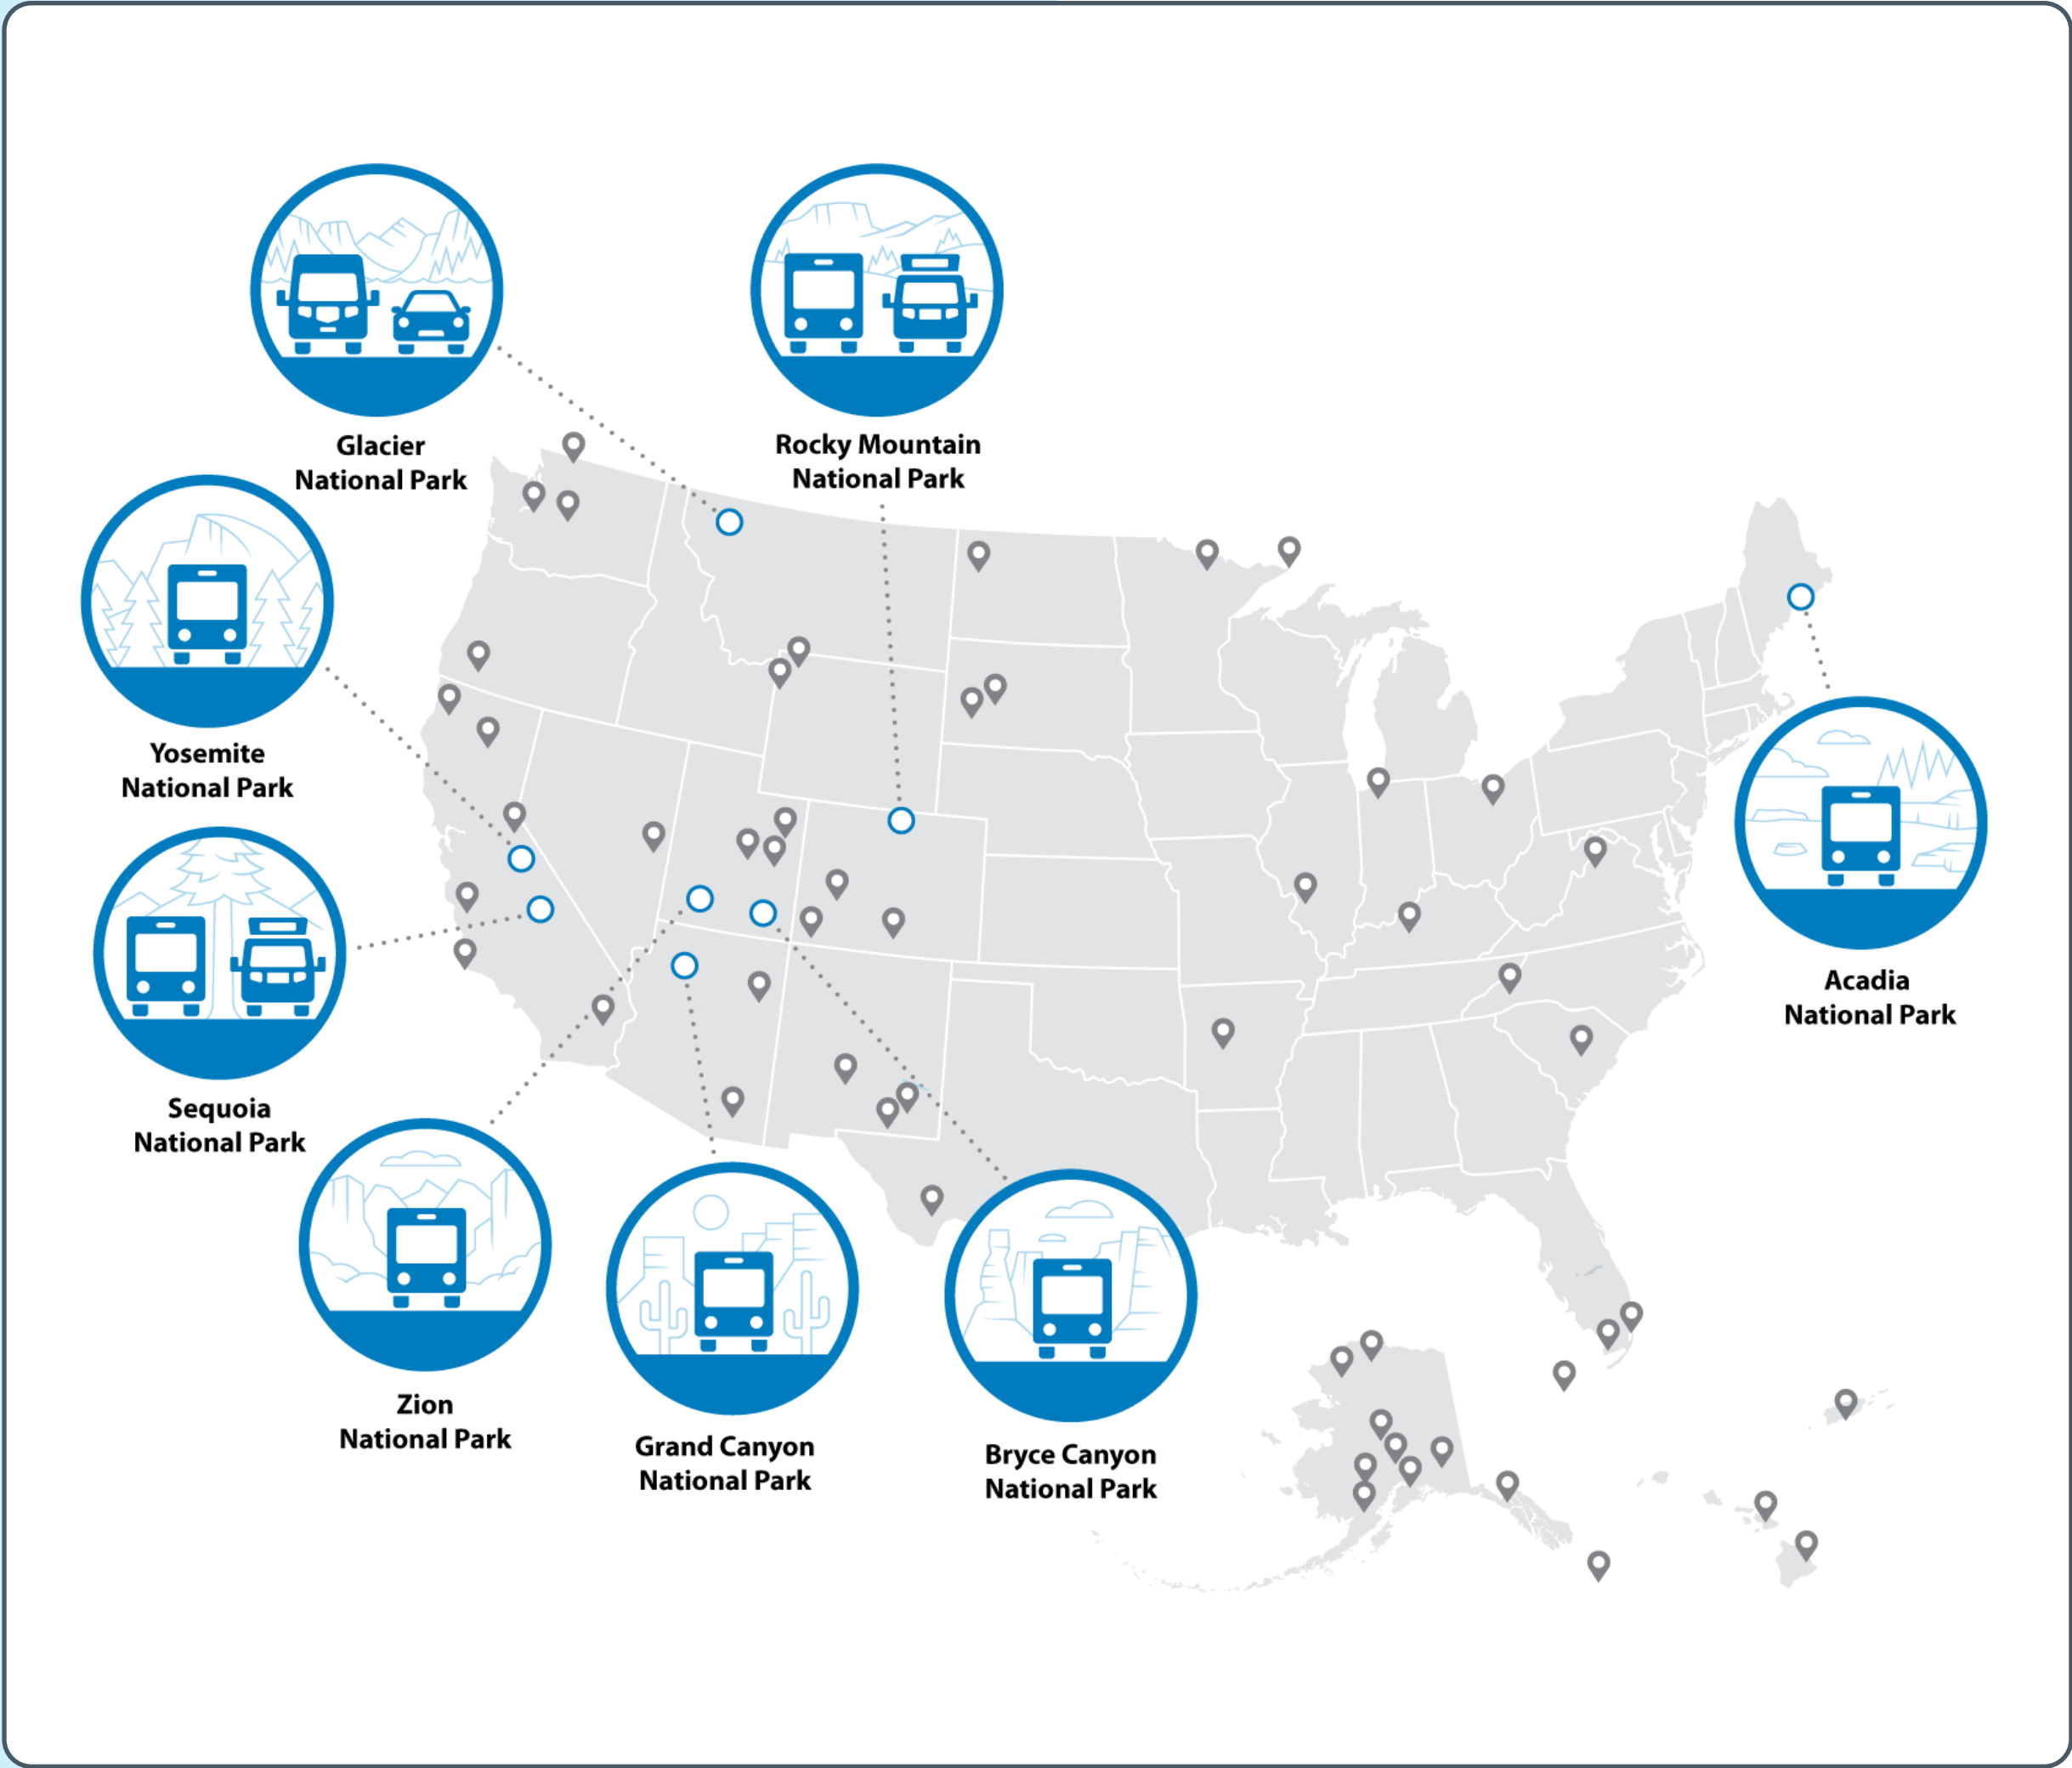 Glacier
National Park
Rocky Mountain
National Park
Yosemite
National Park
Sequoia
National Park
Acadia
National Park
Zion
National Park
Grand Canyon
National Park
Bryce Canyon
National Park